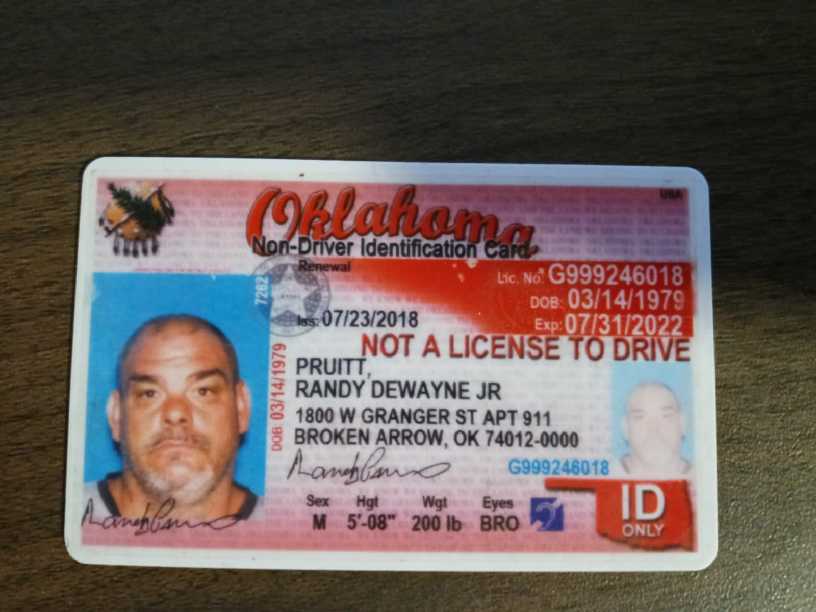 USA
Oklahoma
Non-Driver Identification Card
Renewal
Lic. No. G999246018
DOB: 03/14/1979
Exp: 07/31/2022
7262
Iss: 07/23/2018
NOT A LICENSE TO DRIVE
DOB 03/14/1979
PRUITT,
RANDY DEWAYNE JR
1800 W GRANGER ST APT 911
BROKEN ARROW, OK 74012-0000
G999246018
Sex Hgt Wgt Eyes
M 5'-08" 200 lb BRO
ID
ONLY